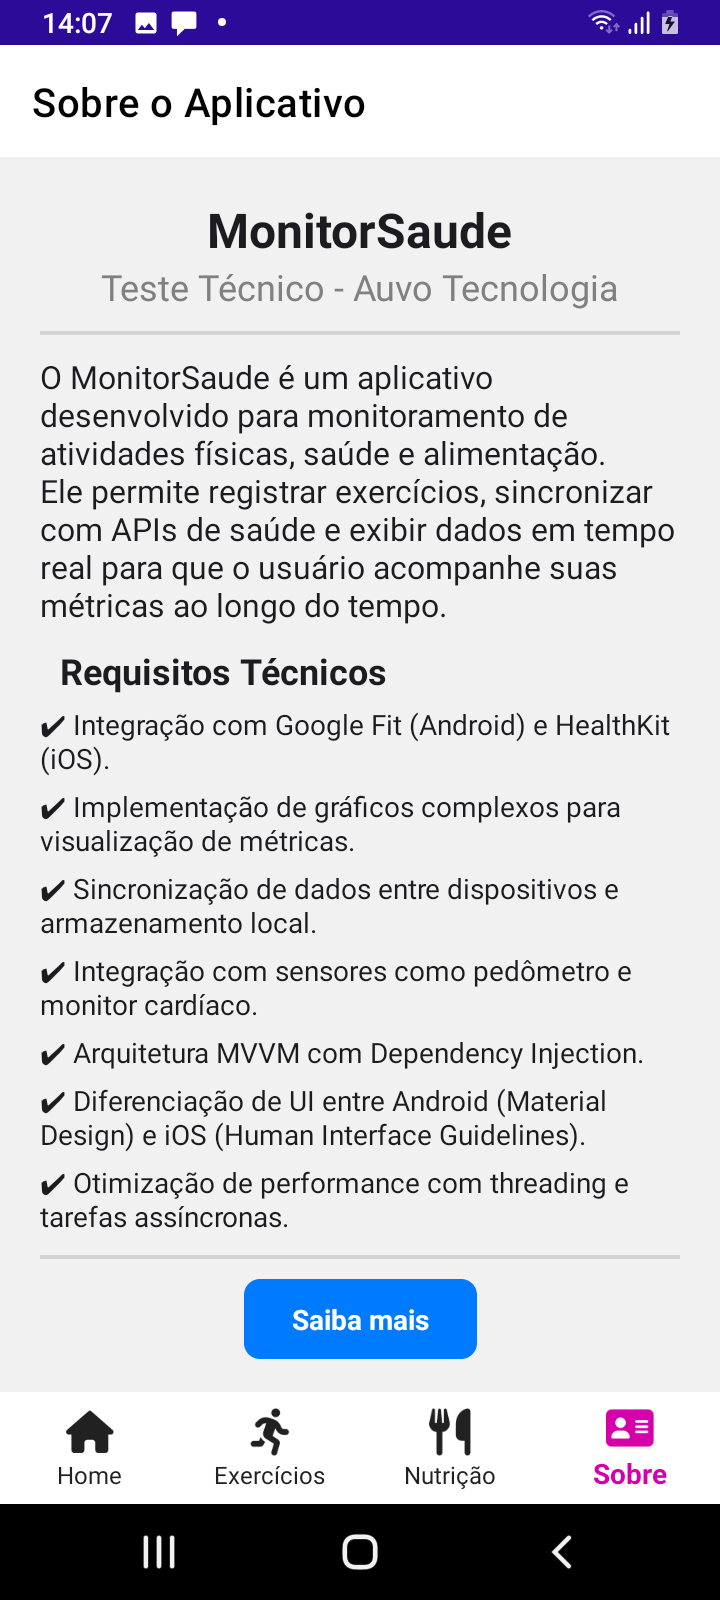 14:07
Sobre o Aplicativo
MonitorSaude
Teste Técnico - Auvo Tecnologia
O MonitorSaude é um aplicativo
desenvolvido para monitoramento de
atividades físicas, saúde e alimentação.
Ele permite registrar exercícios, sincronizar
com APIs de saúde e exibir dados em tempo
real para que o usuário acompanhe suas
métricas ao longo do tempo.
Requisitos Técnicos
✔ Integração com Google Fit (Android) e HealthKit
(iOS).
✔ Implementação de gráficos complexos para
visualização de métricas.
✔ Sincronização de dados entre dispositivos e
armazenamento local.
✔ Integração com sensores como pedômetro e
monitor cardíaco.
✔ Arquitetura MVVM com Dependency Injection.
✔ Diferenciação de UI entre Android (Material
Design) e iOS (Human Interface Guidelines).
✔ Otimização de performance com threading e
tarefas assíncronas.
Saiba mais
Home
Exercícios
Nutrição
Sobre